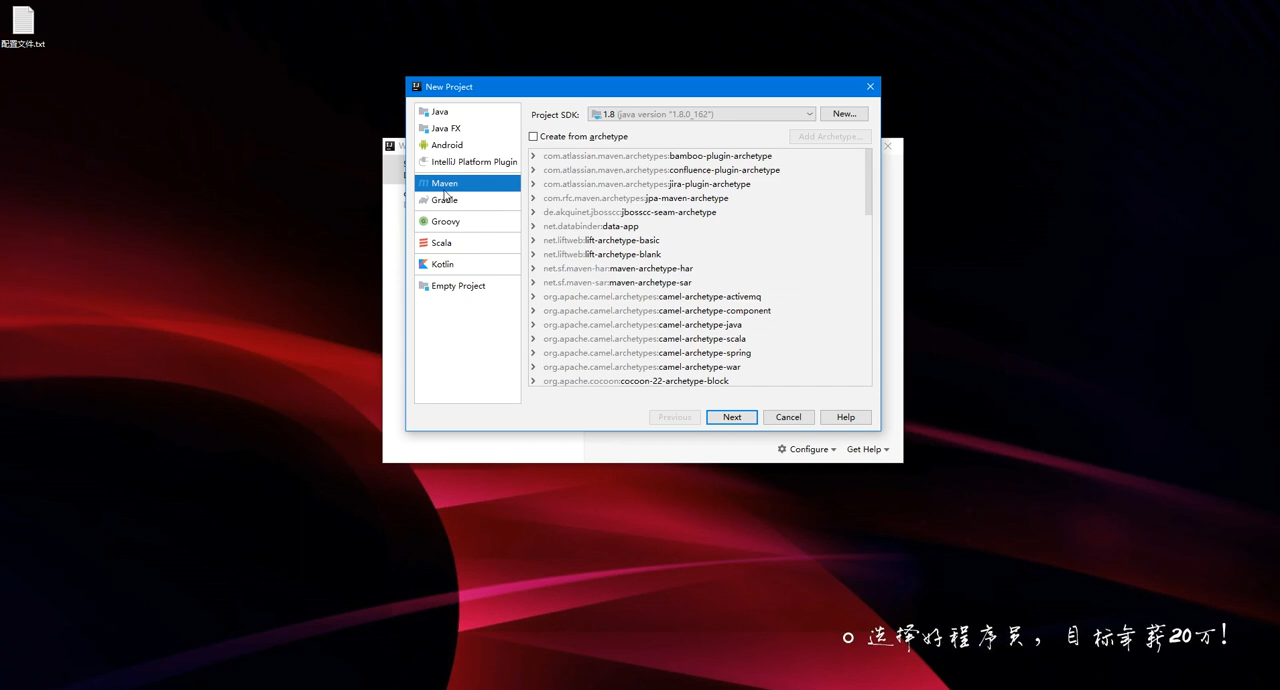 配置文件.txt
New Project
W
Java
Java FX
Android
IntelliJ Platform Plugin
Maven
Gradle
Groovy
Scala
Kotlin
Empty Project
Project SDK: 1.8 (java version "1.8.0_162") New...
Create from archetype Add Archetype...
com.atlassian.maven.archetypes:bamboo-plugin-archetype
com.atlassian.maven.archetypes:confluence-plugin-archetype
com.atlassian.maven.archetypes:jira-plugin-archetype
com.rfc.maven.archetypes:jpa-maven-archetype
de.akquinet.jbosscc:jbosscc-seam-archetype
net.databinder:data-app
net.liftweb:lift-archetype-basic
net.liftweb:lift-archetype-blank
net.sf.maven-har:maven-archetype-har
net.sf.maven-sar:maven-archetype-sar
org.apache.camel.archetypes:camel-archetype-activemq
org.apache.camel.archetypes:camel-archetype-component
org.apache.camel.archetypes:camel-archetype-java
org.apache.camel.archetypes:camel-archetype-scala
org.apache.camel.archetypes:camel-archetype-spring
org.apache.camel.archetypes:camel-archetype-war
org.apache.cocoon:cocoon-22-archetype-block
Previous Next Cancel Help
Configure Get Help
选择好程序员，目标年薪20万！